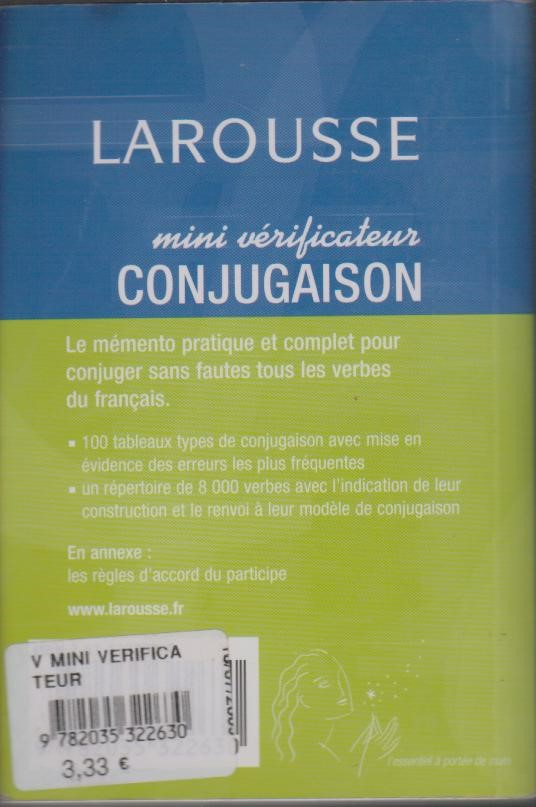 LAROUSSE
mini vérificateur
CONJUGAISON
Le mémento pratique et complet pour
conjuger sans fautes tous les verbes
du français.
▪ 100 tableaux types de conjugaison avec mise en
évidence des erreurs les plus fréquentes
▪ un répertoire de 8 000 verbes avec l'indication de leur
construction et le renvoi à leur modèle de conjugaison
En annexe :
les règles d'accord du participe
www.larousse.fr
V MINI VERIFICA
TEUR
9 782035 322630
3,33 €
l'essentiel à portée de main